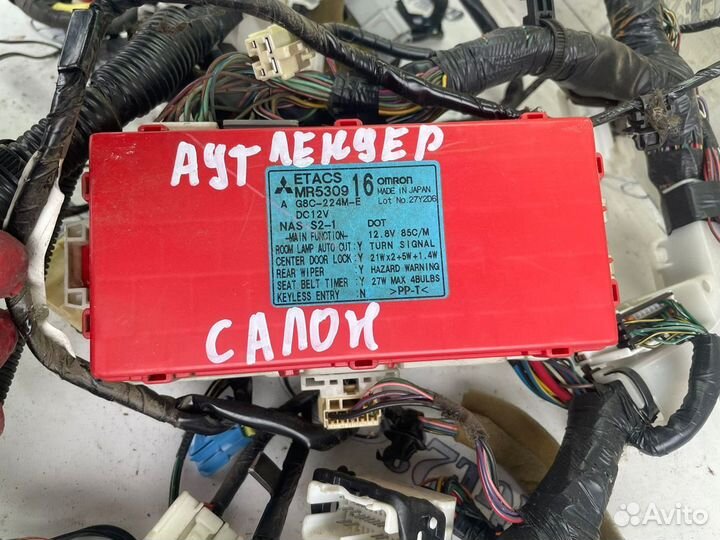 АУТЛЕНДЕР
ETACS
MR530916 omron
MADE IN JAPAN
A G8C-224M-E Lot No.27Y2D6
DC12V
NAS S2-1 DOT
-MAIN FUNCTION- 12.8V 85C/M
ROOM LAMP AUTO CUT:Y TURN SIGNAL
CENTER DOOR LOCK:Y 21W×2+5W+1.4W
REAR WIPER :Y HAZARD WARNING
SEAT BELT TIMER :Y 27W MAX 4BULBS
KEYLESS ENTRY :N >PP-T<
САЛОН
Avito